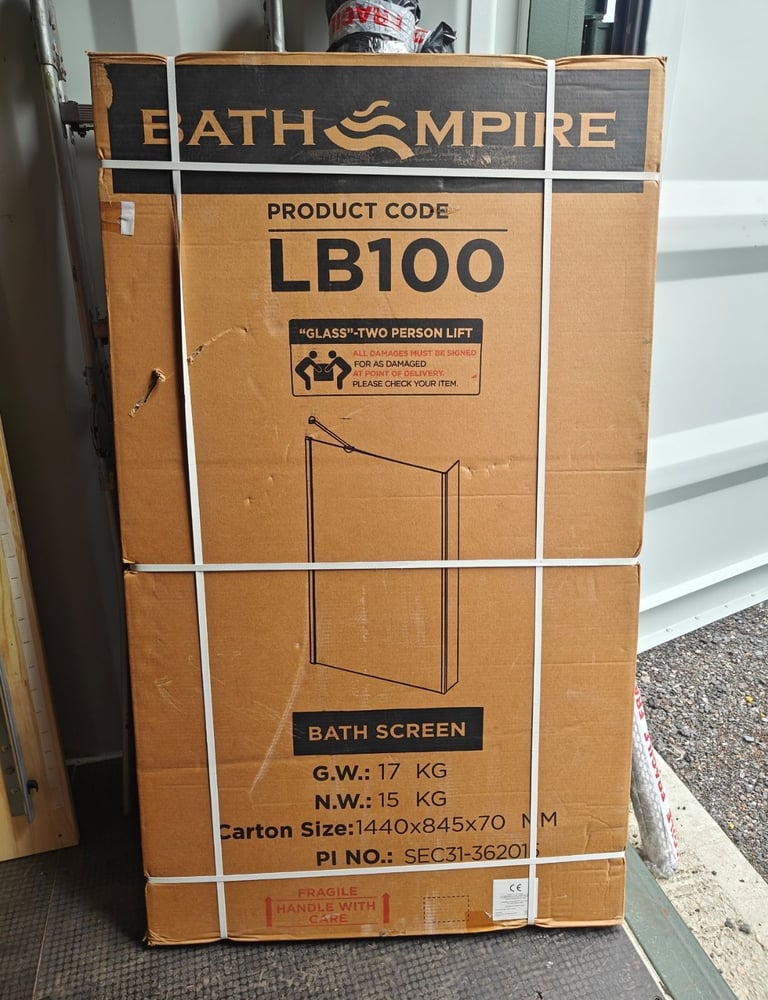 BATH EMPIRE
PRODUCT CODE
LB100
"GLASS"-TWO PERSON LIFT
ALL DAMAGES MUST BE SIGNED
FOR AS DAMAGED
AT POINT OF DELIVERY.
PLEASE CHECK YOUR ITEM.
BATH SCREEN
G.W.: 17 KG
N.W.: 15 KG
Carton Size:1440x845x70 MM
PI NO.: SEC31-362015
FRAGILE
HANDLE WITH
CARE
CE